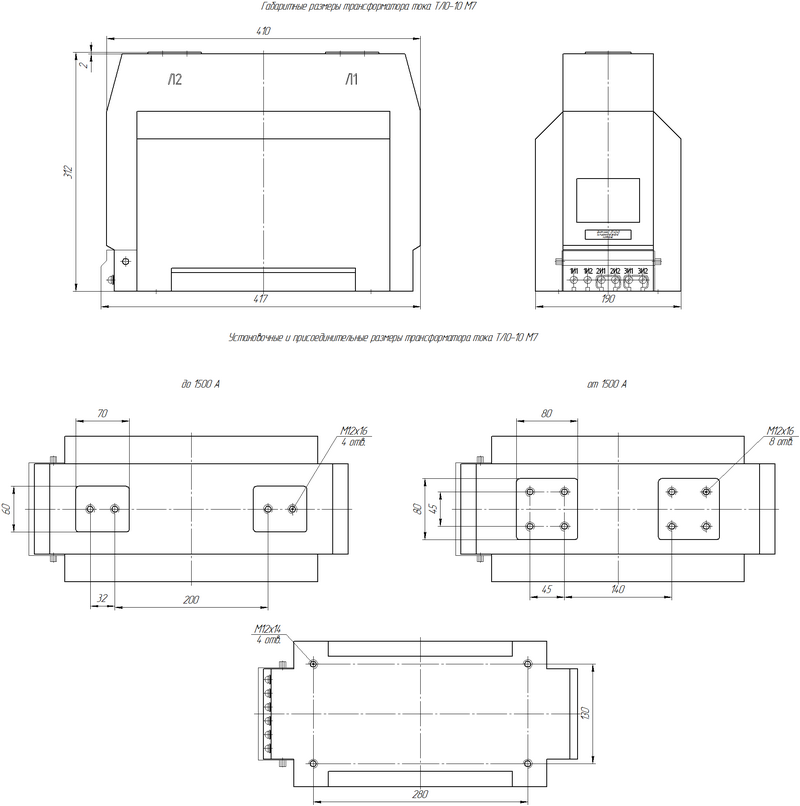 Габаритные размеры трансформатора тока ТЛО-10 М7
410
2
Л2
Л1
312
1И1 1И2 2И1 2И2 3И1 3И2
417
190
Установочные и присоединительные размеры трансформатора тока ТЛО-10 М7
до 1500 А
от 1500 А
70
М12х16
4 отв.
80
М12х16
8 отв.
60
80
45
32
200
45
140
М12х14
4 отв.
130
280